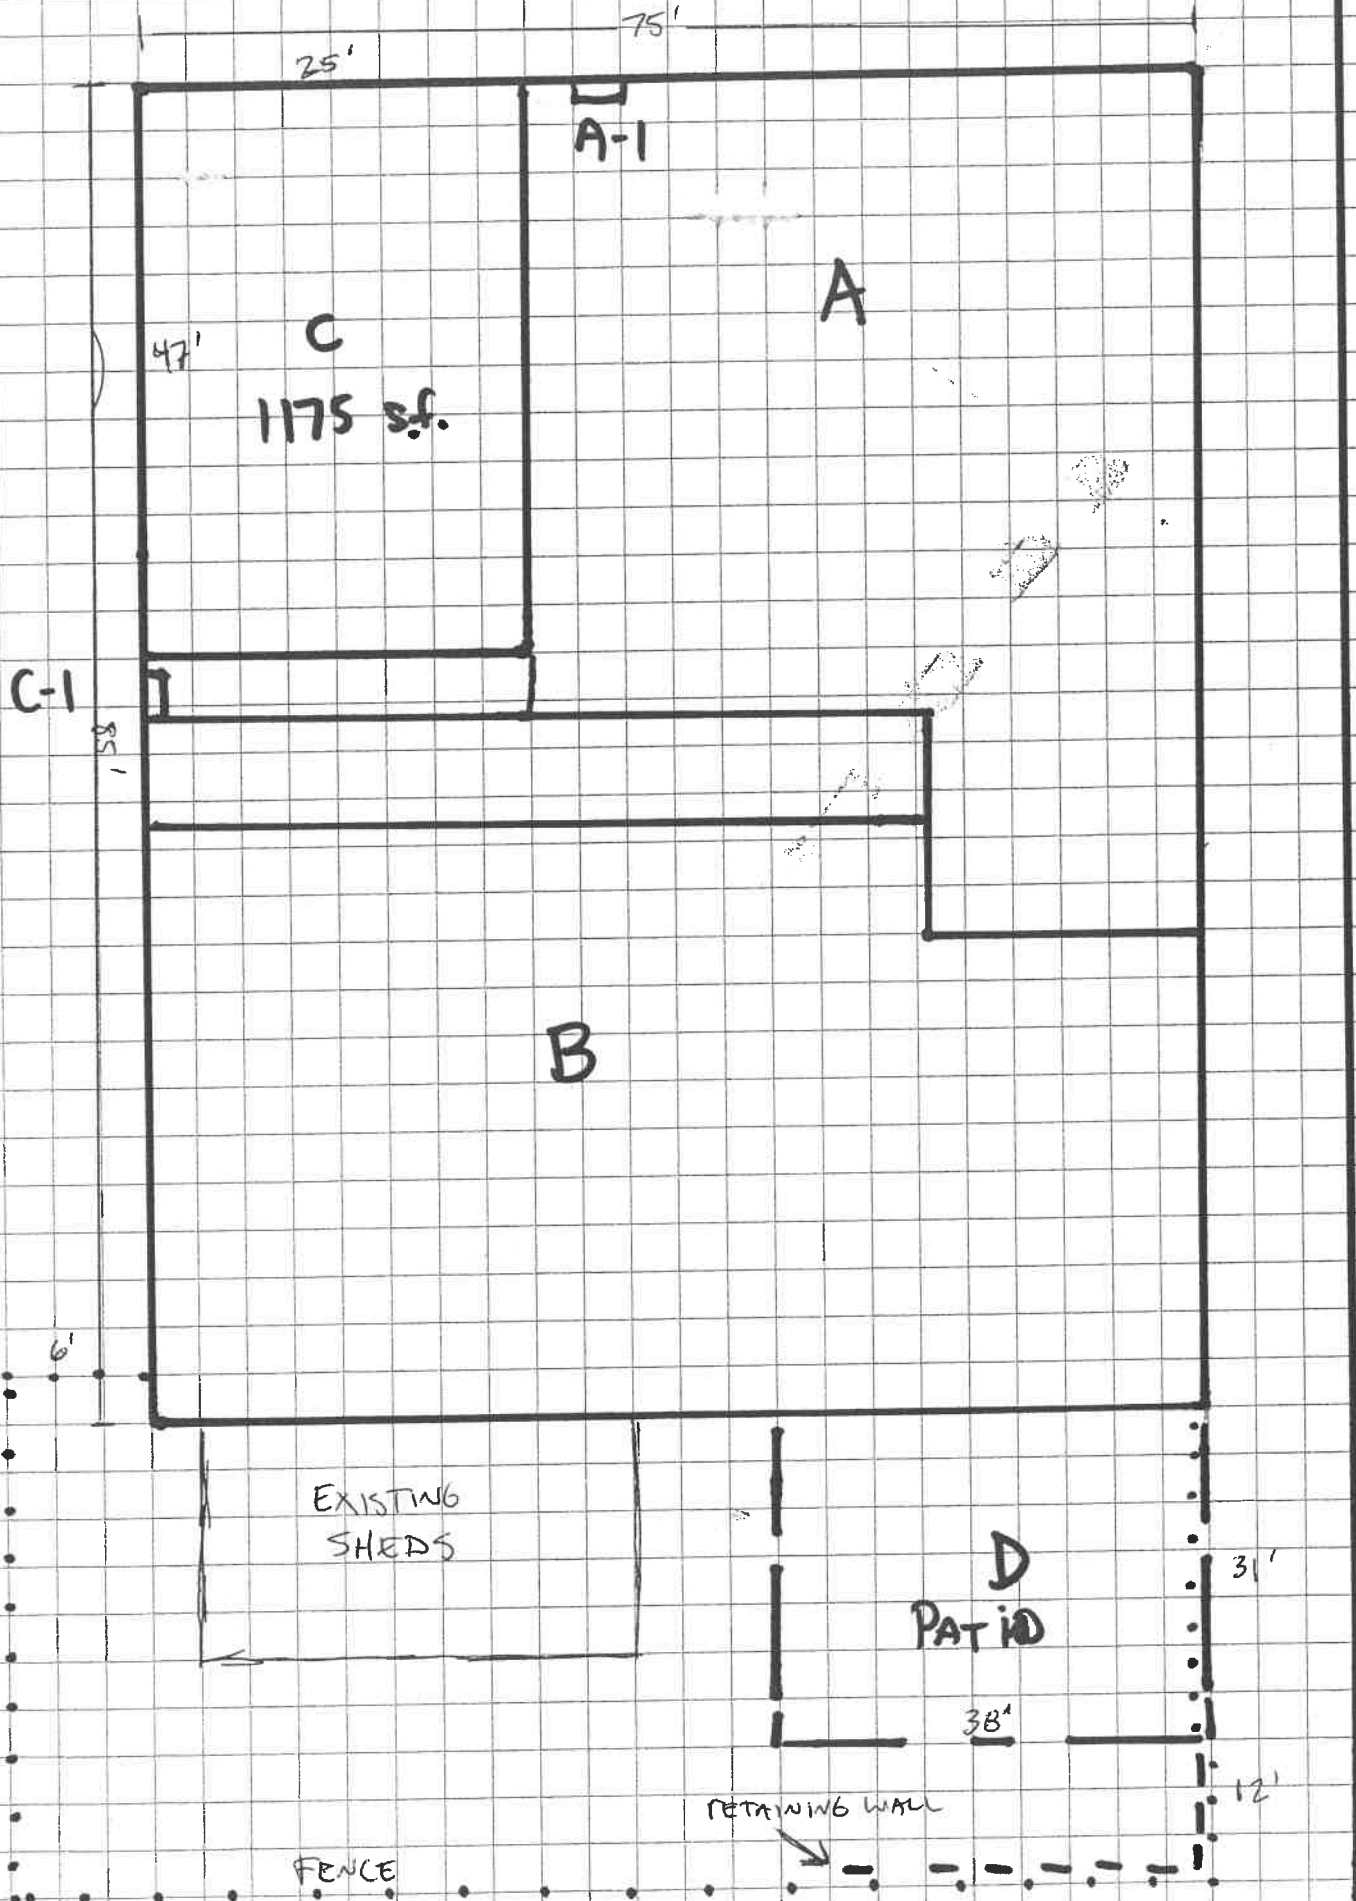 75'
25'
A-1
A
C
47'
1175 s.f.
C-1
85'
B
6'
EXISTING
SHEDS
D
PATIO
31'
38'
12'
RETAINING WALL
FENCE